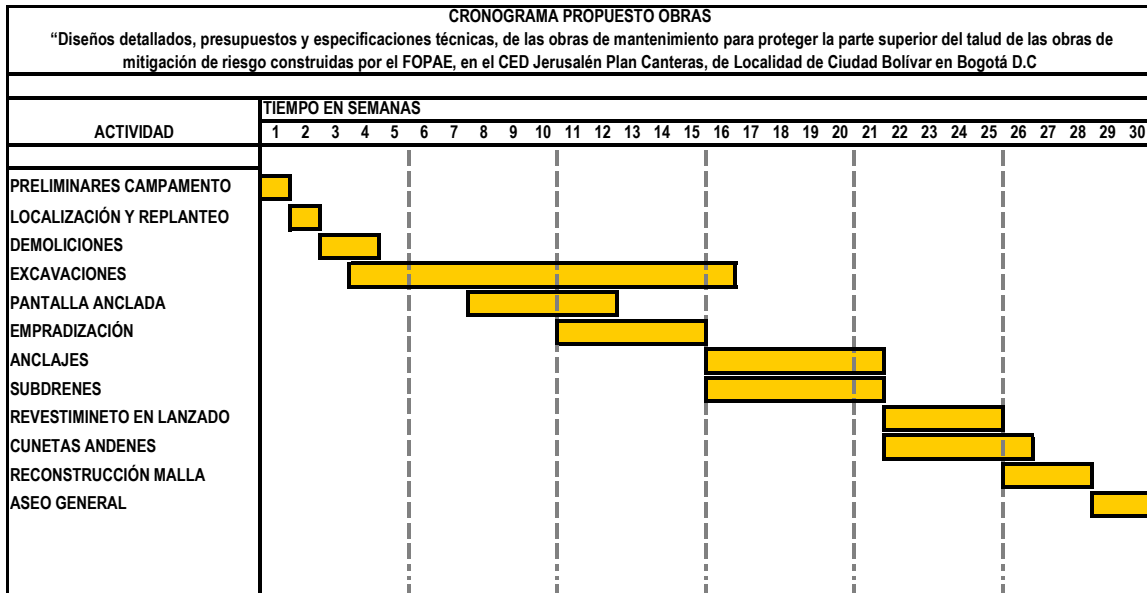 CRONOGRAMA PROPUESTO OBRAS
“Diseños detallados, presupuestos y especificaciones técnicas, de las obras de mantenimiento para proteger la parte superior del talud de las obras de
mitigación de riesgo construidas por el FOPAE, en el CED Jerusalén Plan Canteras, de Localidad de Ciudad Bolívar en Bogotá D.C
TIEMPO EN SEMANAS
ACTIVIDAD 1 2 3 4 5 6 7 8 9 10 11 12 13 14 15 16 17 18 19 20 21 22 23 24 25 26 27 28 29 30
PRELIMINARES CAMPAMENTO
LOCALIZACIÓN Y REPLANTEO
DEMOLICIONES
EXCAVACIONES
PANTALLA ANCLADA
EMPRADIZACIÓN
ANCLAJES
SUBDRENES
REVESTIMINETO EN LANZADO
CUNETAS ANDENES
RECONSTRUCCIÓN MALLA
ASEO GENERAL